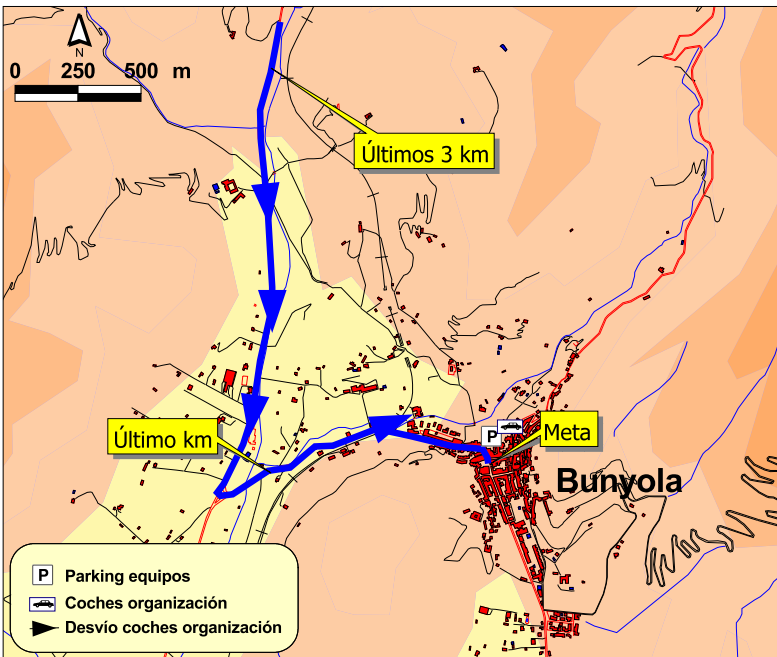 N
0 250 500 m
Últimos 3 km
Último km
P
Meta
Bunyola
P Parking equipos
Coches organización
Desvío coches organización